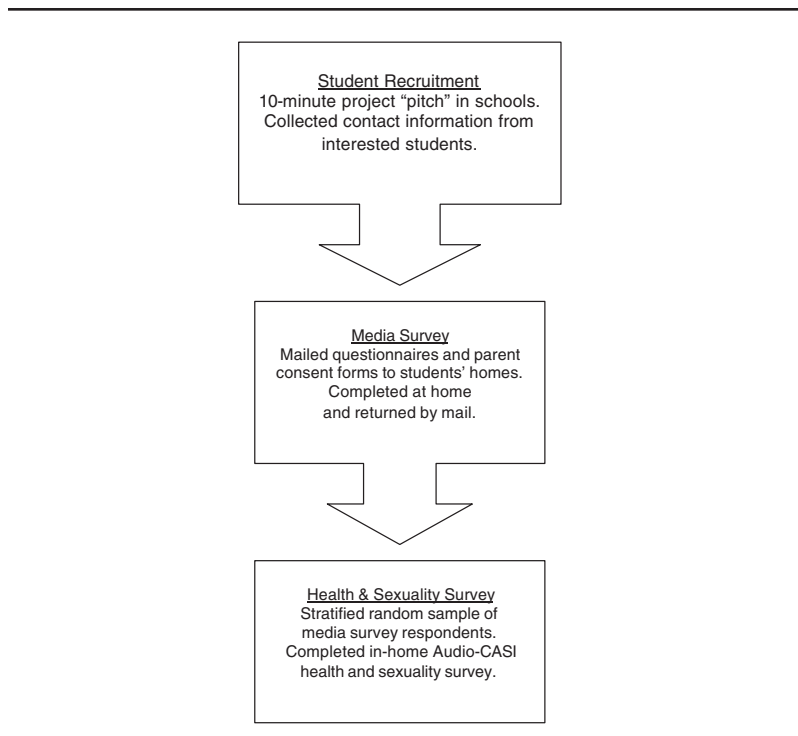 Student Recruitment
10-minute project “pitch” in schools.
Collected contact information from
interested students.
Media Survey
Mailed questionnaires and parent
consent forms to students’ homes.
Completed at home
and returned by mail.
Health & Sexuality Survey
Stratified random sample of
media survey respondents.
Completed in-home Audio-CASI
health and sexuality survey.